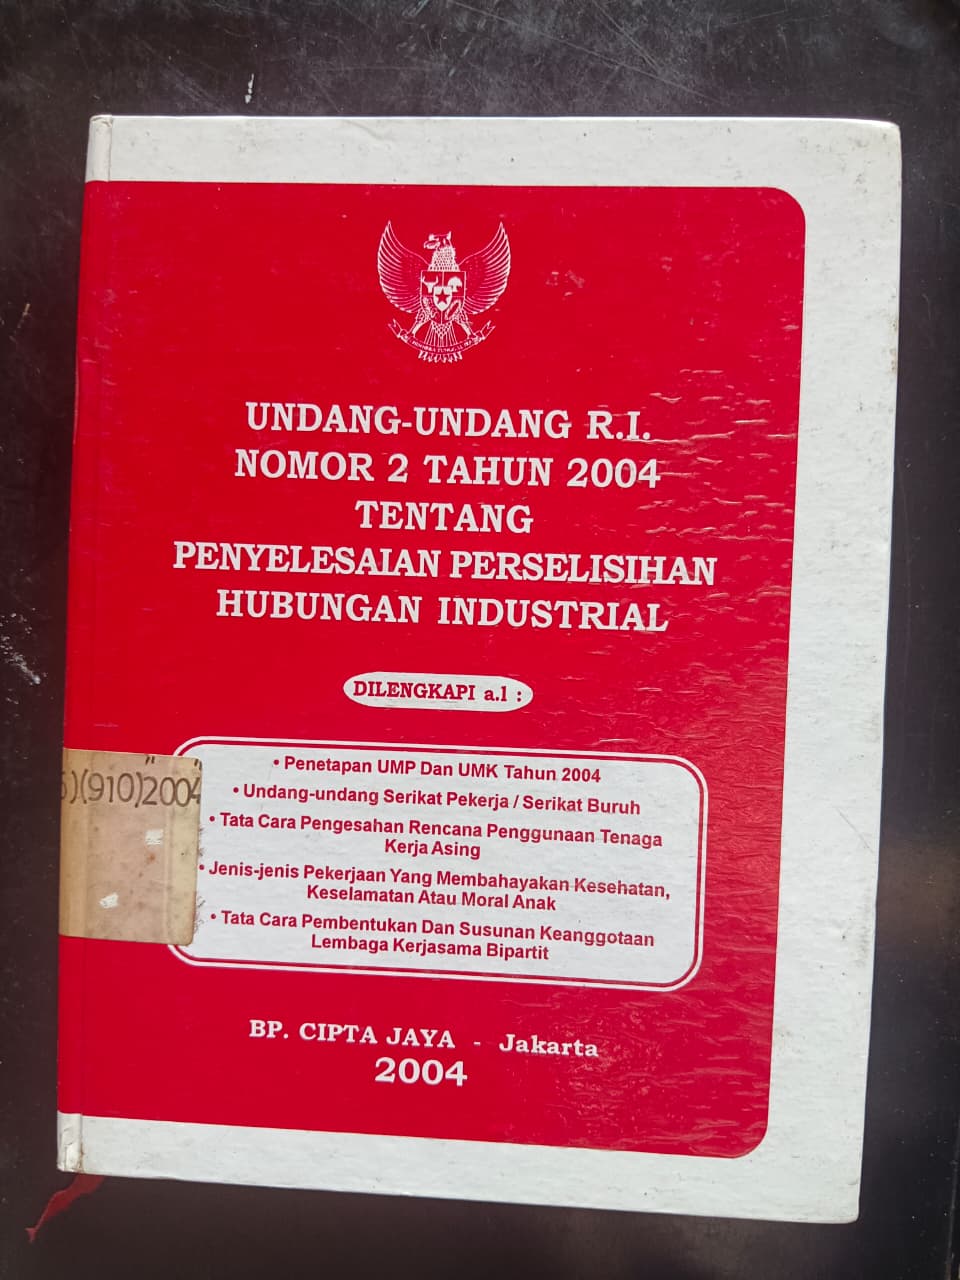 UNDANG-UNDANG R.I.
NOMOR 2 TAHUN 2004
TENTANG
PENYELESAIAN PERSELISIHAN
HUBUNGAN INDUSTRIAL
DILENGKAPI a.l :
• Penetapan UMP Dan UMK Tahun 2004
• Undang-undang Serikat Pekerja / Serikat Buruh
• Tata Cara Pengesahan Rencana Penggunaan Tenaga
Kerja Asing
• Jenis-jenis Pekerjaan Yang Membahayakan Kesehatan,
Keselamatan Atau Moral Anak
• Tata Cara Pembentukan Dan Susunan Keanggotaan
Lembaga Kerjasama Bipartit
)(910)2004
BP. CIPTA JAYA - Jakarta
2004